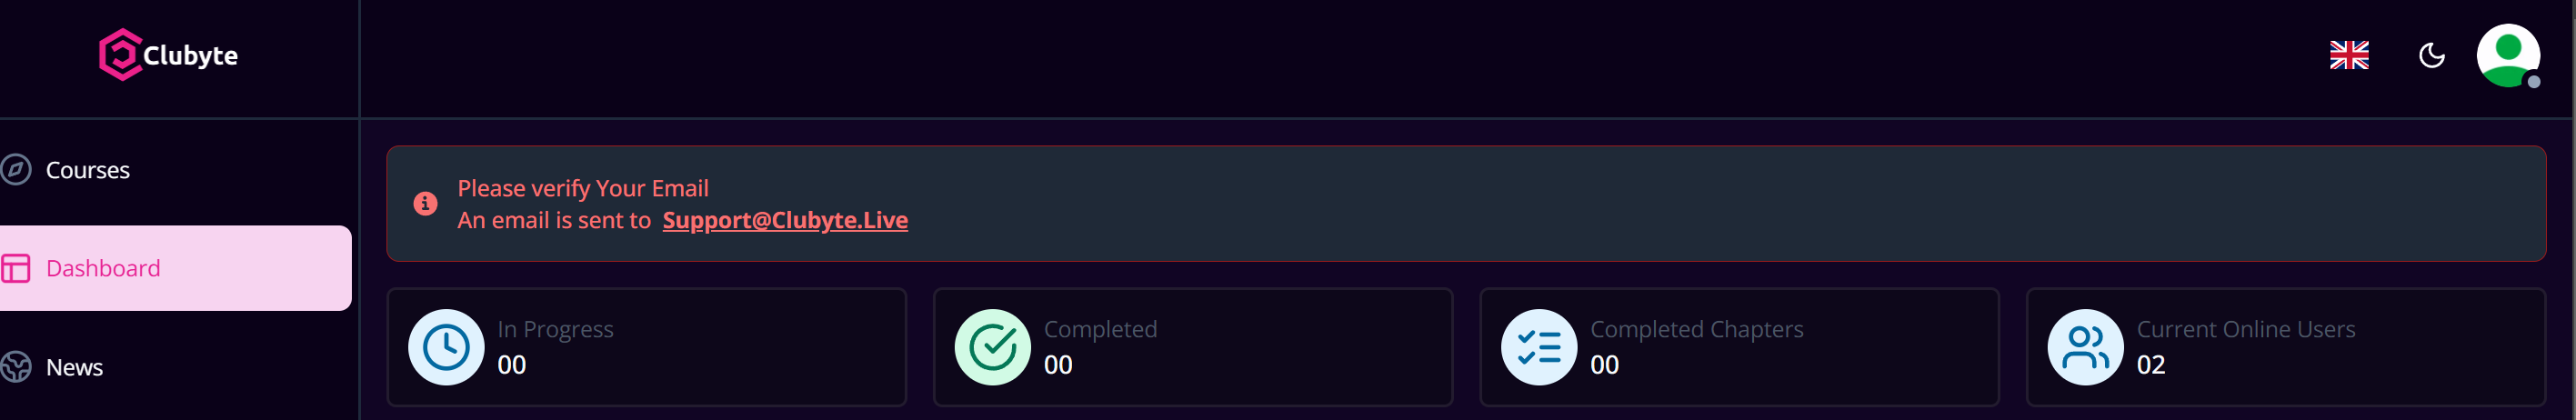 Clubyte
Courses
Dashboard
News
Please verify Your Email
An email is sent to Support@Clubyte.Live
In Progress
00
Completed
00
Completed Chapters
00
Current Online Users
02